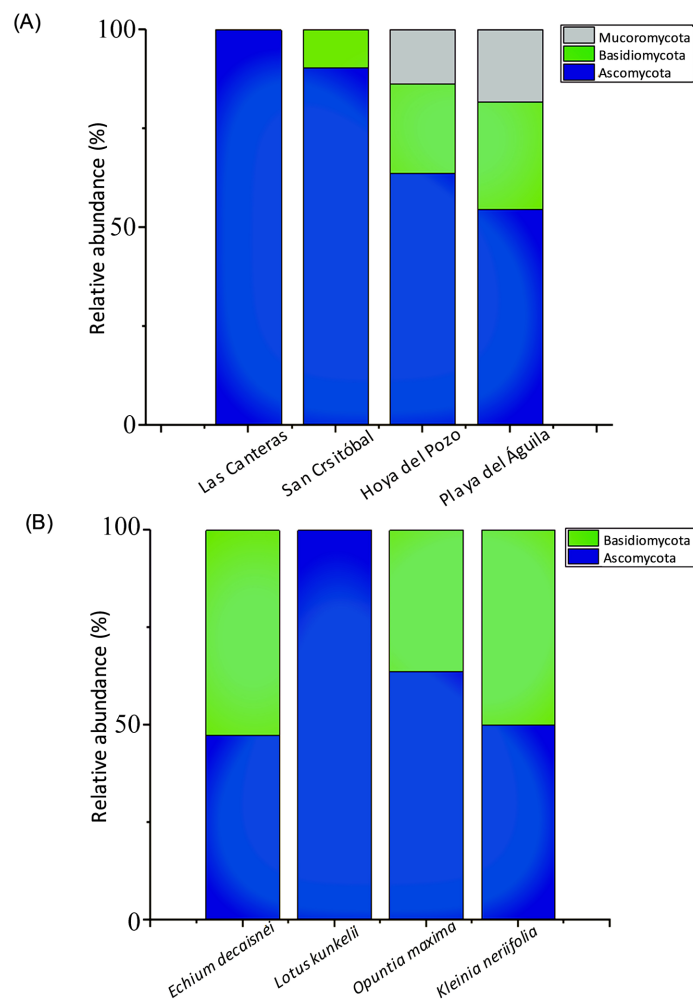 (A)
100
50
0
Relative abundance (%)
Mucoromycota
Basidiomycota
Ascomycota
Las Canteras
San Crsitóbal
Hoya del Pozo
Playa del Águila
(B)
100
50
0
Relative abundance (%)
Basidiomycota
Ascomycota
Echium decaisnei
Lotus kunkelii
Opuntia maxima
Kleinia neriifolia